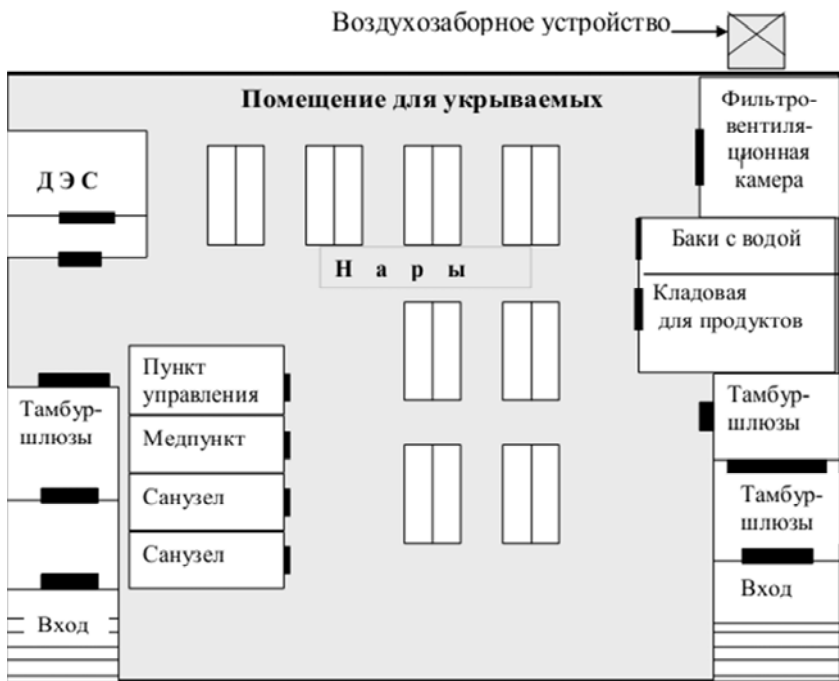 Воздухозаборное устройство
Помещение для укрываемых
Фильтро-
вентиля-
ционная
камера
ДЭС
Баки с водой
Нары
Кладовая
для продуктов
Пункт
управления
Тамбур-
шлюзы
Медпункт
Санузел
Санузел
Вход
Тамбур-
шлюзы
Тамбур-
шлюзы
Вход